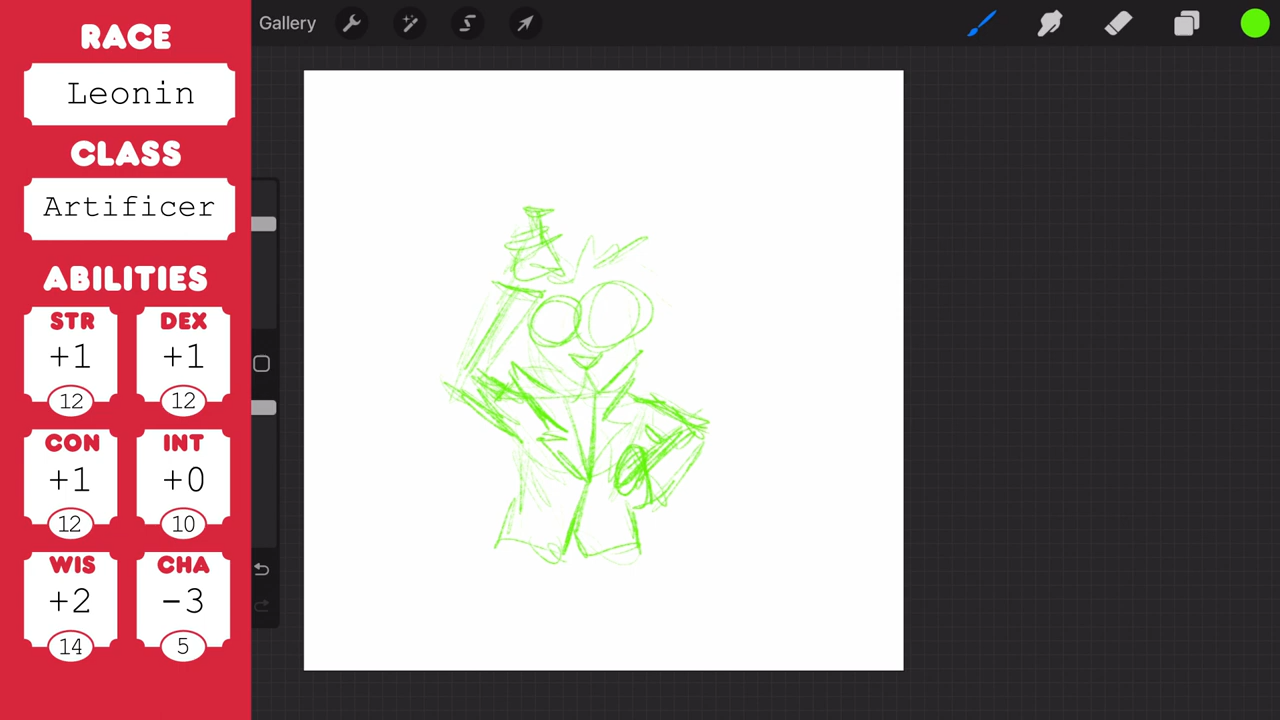 RACE
Leonin
CLASS
Artificer
ABILITIES
STR DEX
+1 +1
12 12
CON INT
+1 +0
12 10
WIS CHA
+2 -3
14 5
Gallery